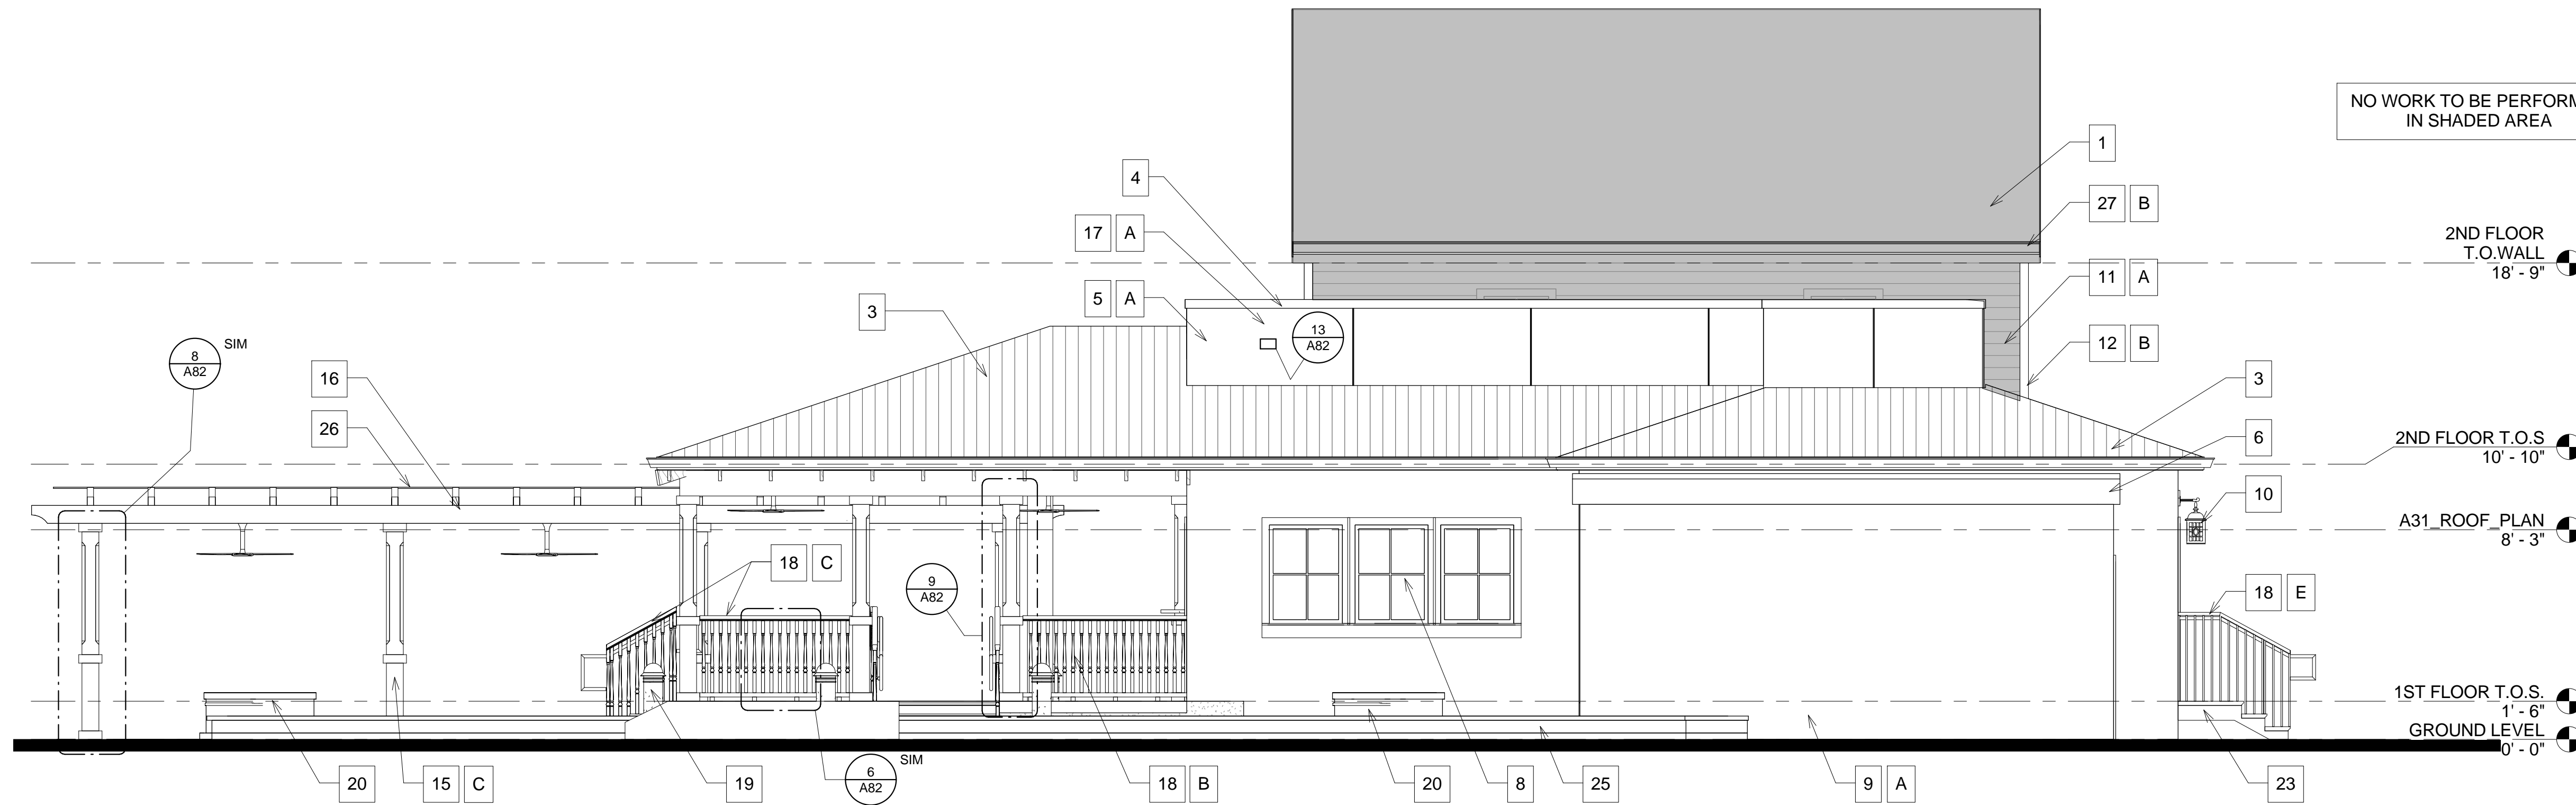 NO WORK TO BE PERFORM
IN SHADED AREA
1
4
27 B
17 A
2ND FLOOR
T.O.WALL
18' - 9"
11 A
5 A
3
13
A82
12 B
8
A82
SIM
16
3
26
6
2ND FLOOR T.O.S
10' - 10"
10
A31_ROOF_PLAN
8' - 3"
18 C
9
A82
18 E
1ST FLOOR T.O.S.
1' - 6"
GROUND LEVEL
0' - 0"
SIM
6
A82
20
15 C
19
18 B
20
8
25
9 A
23